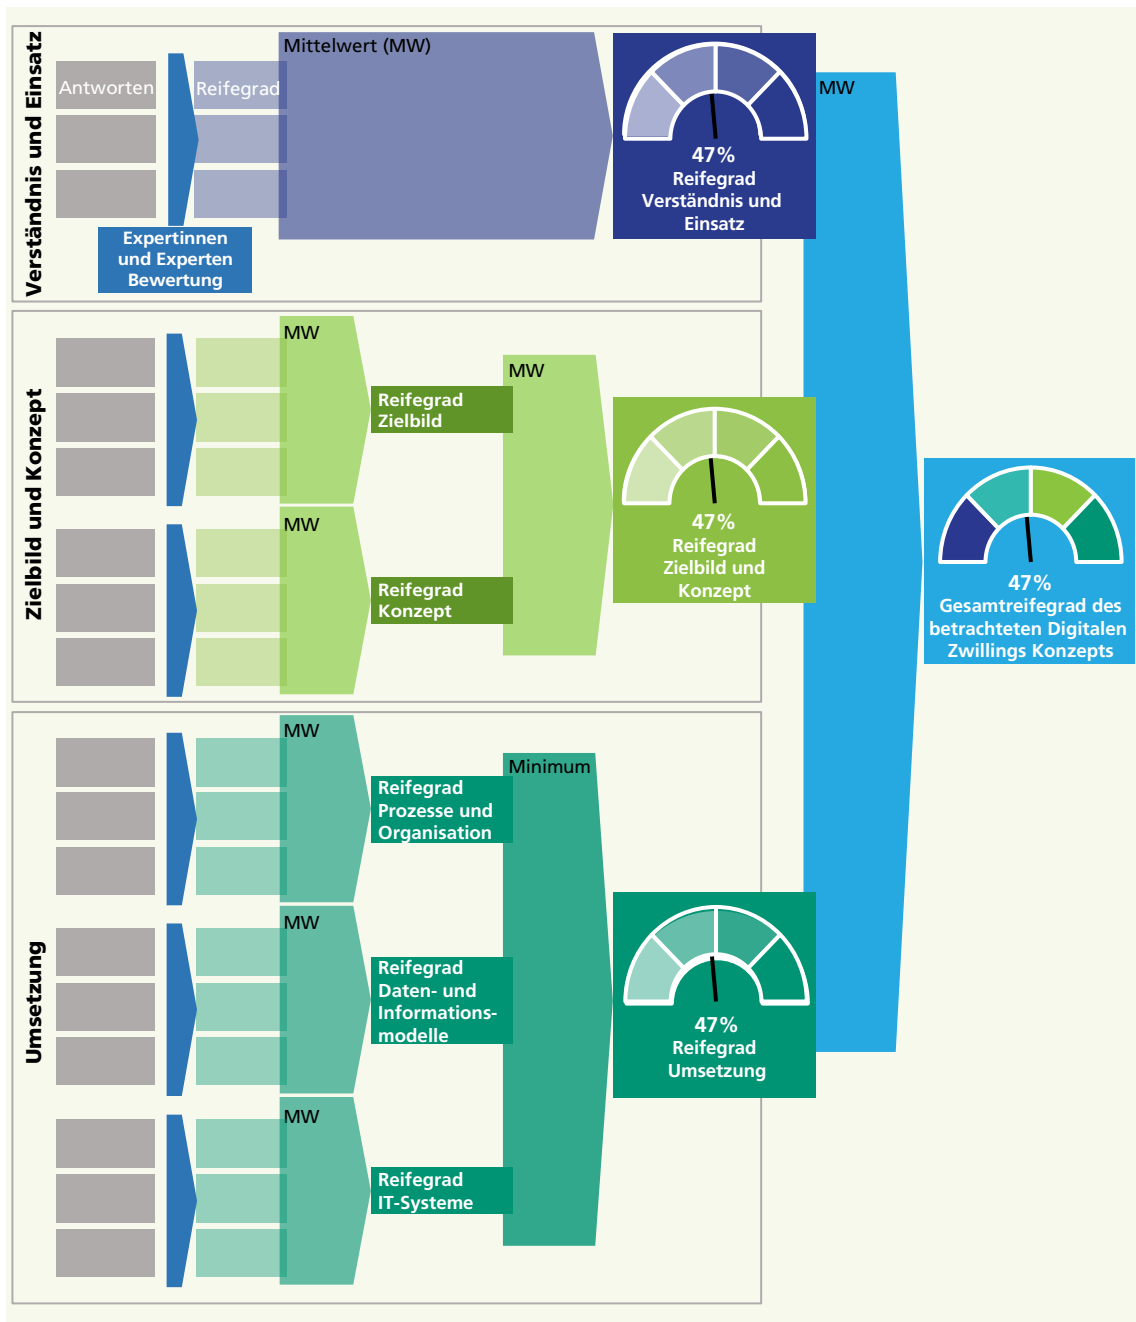 Verständnis und Einsatz
Antworten
Reifegrad
Mittelwert (MW)
Expertinnen
und Experten
Bewertung
47%
Reifegrad
Verständnis und
Einsatz
MW
Zielbild und Konzept
MW
Reifegrad
Zielbild
MW
Reifegrad
Konzept
MW
47%
Reifegrad
Zielbild und
Konzept
47%
Gesamtreifegrad des
betrachteten Digitalen
Zwillings Konzepts
Umsetzung
MW
Reifegrad
Prozesse und
Organisation
MW
Reifegrad
Daten- und
Informations-
modelle
MW
Reifegrad
IT-Systeme
Minimum
47%
Reifegrad
Umsetzung